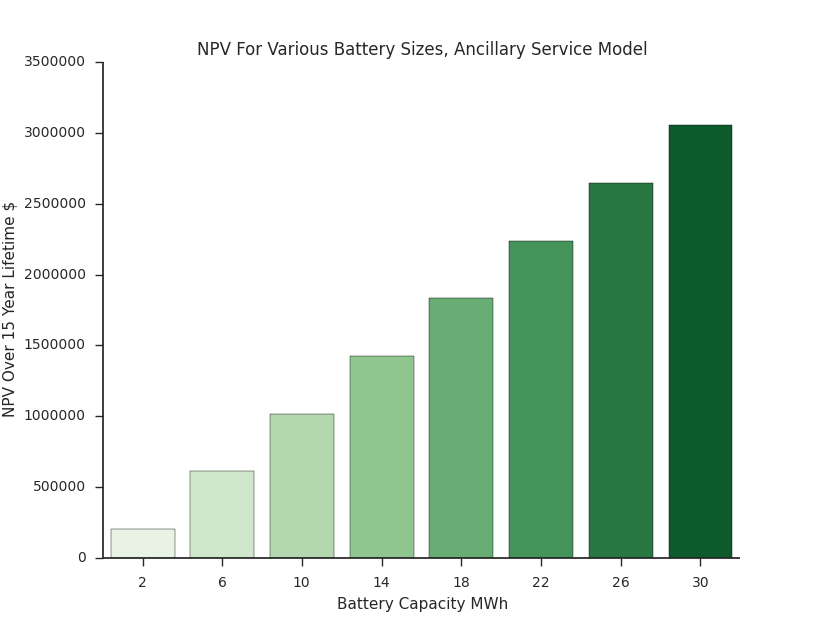 NPV For Various Battery Sizes, Ancillary Service Model
NPV Over 15 Year Lifetime $
3500000
3000000
2500000
2000000
1500000
1000000
500000
0
2 6 10 14 18 22 26 30
Battery Capacity MWh